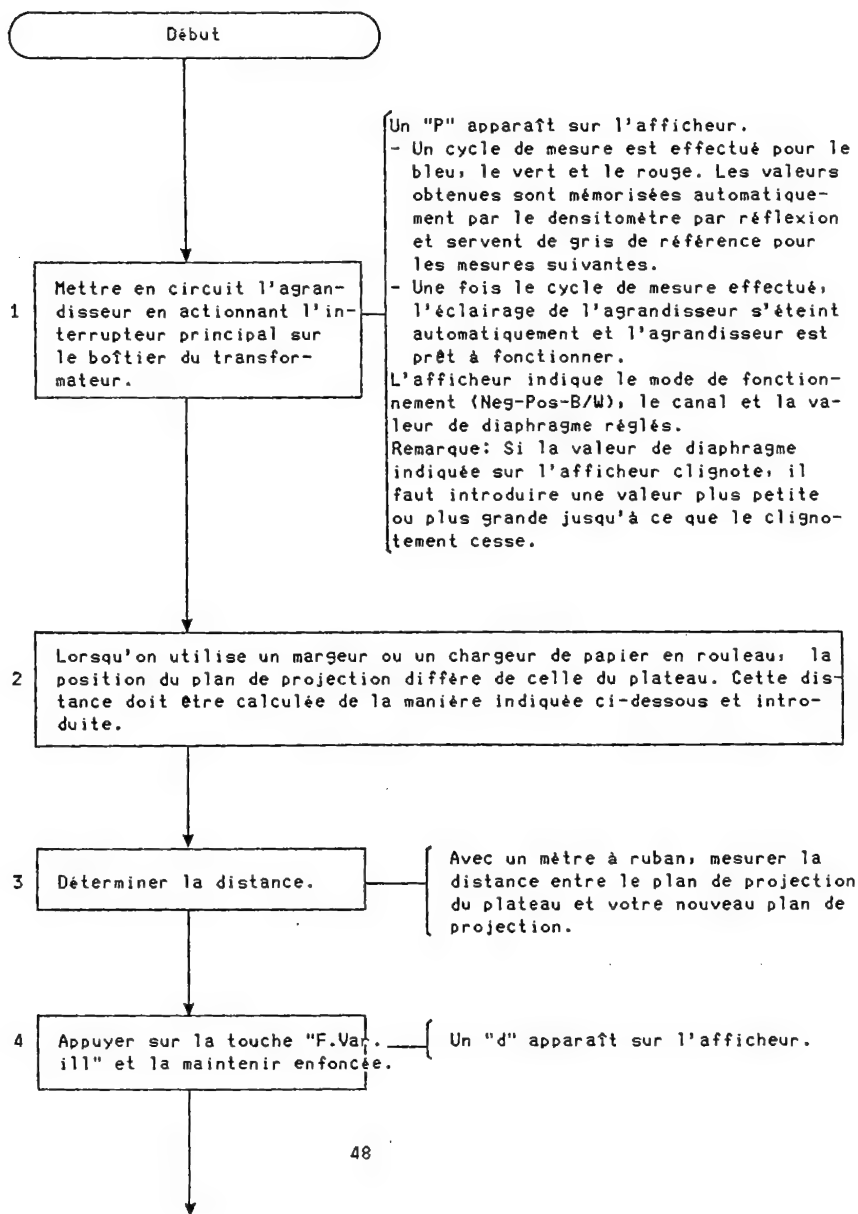 Début
Un "P" apparaît sur l'afficheur.
- Un cycle de mesure est effectué pour le
bleu, le vert et le rouge. Les valeurs
obtenues sont mémorisées automatique-
ment par le densitomètre par réflexion
et servent de gris de référence pour
les mesures suivantes.
- Une fois le cycle de mesure effectué,
l'éclairage de l'agrandisseur s'éteint
automatiquement et l'agrandisseur est
prêt à fonctionner.
L'afficheur indique le mode de fonction-
nement (Neg-Pos-B/W), le canal et la va-
leur de diaphragme réglés.
Remarque: Si la valeur de diaphragme
indiquée sur l'afficheur clignote, il
faut introduire une valeur plus petite
ou plus grande jusqu'à ce que le cligno-
tement cesse.
1
Mettre en circuit l'agran-
disseur en actionnant l'in-
terrupteur principal sur
le boîtier du transfor-
mateur.
2
Lorsqu'on utilise un margeur ou un chargeur de papier en rouleau, la
position du plan de projection diffère de celle du plateau. Cette dis-
tance doit être calculée de la manière indiquée ci-dessous et intro-
duite.
3
Déterminer la distance.
Avec un mètre à ruban, mesurer la
distance entre le plan de projection
du plateau et votre nouveau plan de
projection.
4
Appuyer sur la touche "F.Var.
ill" et la maintenir enfoncée.
Un "d" apparaît sur l'afficheur.
48